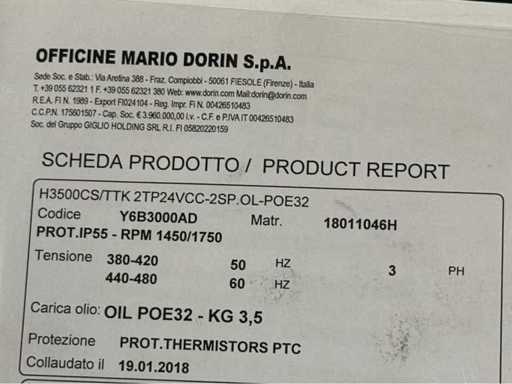 OFFICINE MARIO DORIN S.p.A.
Sede Soc. e Stab.: Via Aretina 388 - Fraz. Compiobbi - 50061 FIESOLE (Firenze) - Italia
T. +39 055 62321 1 F. +39 055 62321 380 Web: www.dorin.com Mail:dorin@dorin.com
R.E.A. FI N. 1989 - Export FI024104 - Reg. Impr. Fi N. 00426510483
C.C.P.N. 175601507 - Cap. Soc. € 3.960.000,00 i.v. - C.F. e P.IVA IT 00426510483
Soc. del Gruppo GIGLIO HOLDING SRL R.I. FI 05820220159
SCHEDA PRODOTTO / PRODUCT REPORT
H3500CS/TTK 2TP24VCC-2SP.OL-POE32
Codice Y6B3000AD Matr. 18011046H
PROT.IP55 - RPM 1450/1750
Tensione 380-420 50 HZ 3 PH
440-480 60 HZ
Carica olio: OIL POE32 - KG 3,5
Protezione PROT.THERMISTORS PTC
Collaudato il 19.01.2018